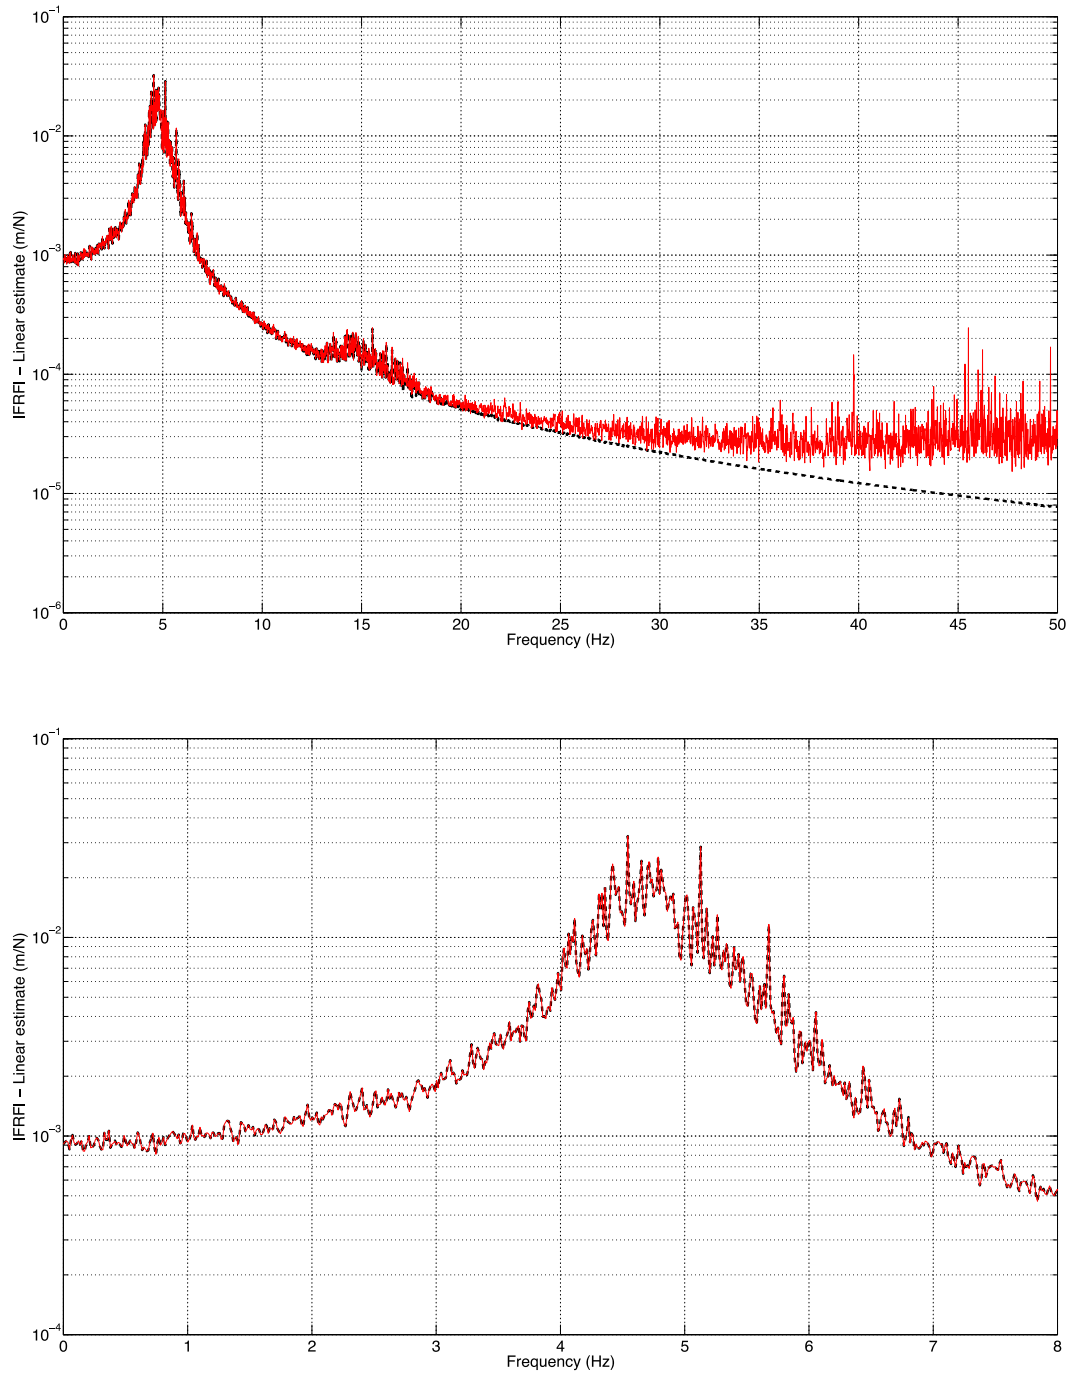 10⁻¹
10⁻²
10⁻³
10⁻⁴
10⁻⁵
10⁻⁶
|FRF| − Linear estimate (m/N)
0 5 10 15 20 25 30 35 40 45 50
Frequency (Hz)
10⁻¹
10⁻²
10⁻³
10⁻⁴
|FRF| − Linear estimate (m/N)
0 1 2 3 4 5 6 7 8
Frequency (Hz)